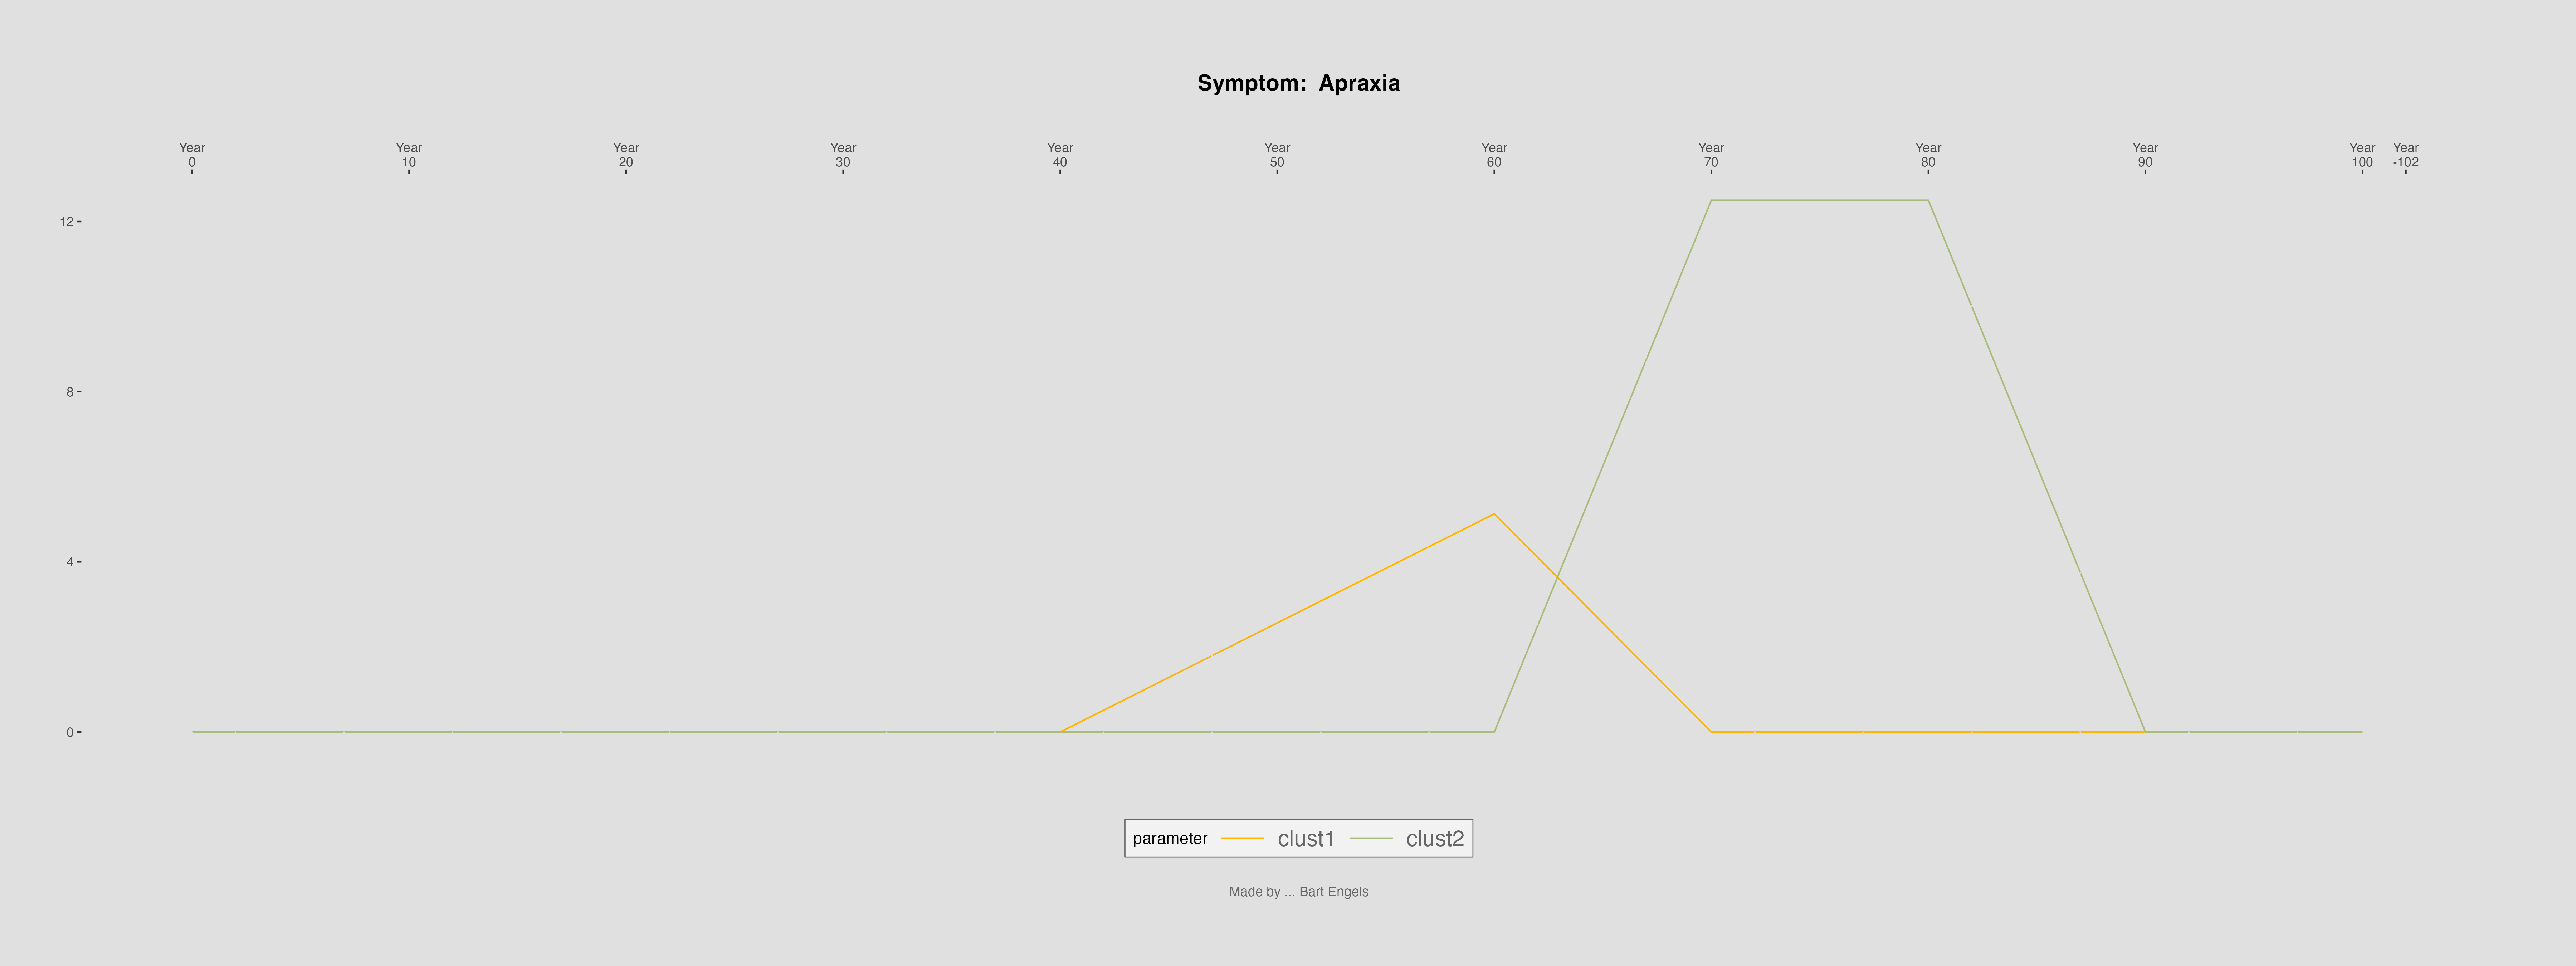 Symptom:  Apraxia
Year Year Year Year Year Year Year Year Year Year Year Year
0 10 20 30 40 50 60 70 80 90 100 -102
12
8
4
0
parameter clust1 clust2
Made by ... Bart Engels